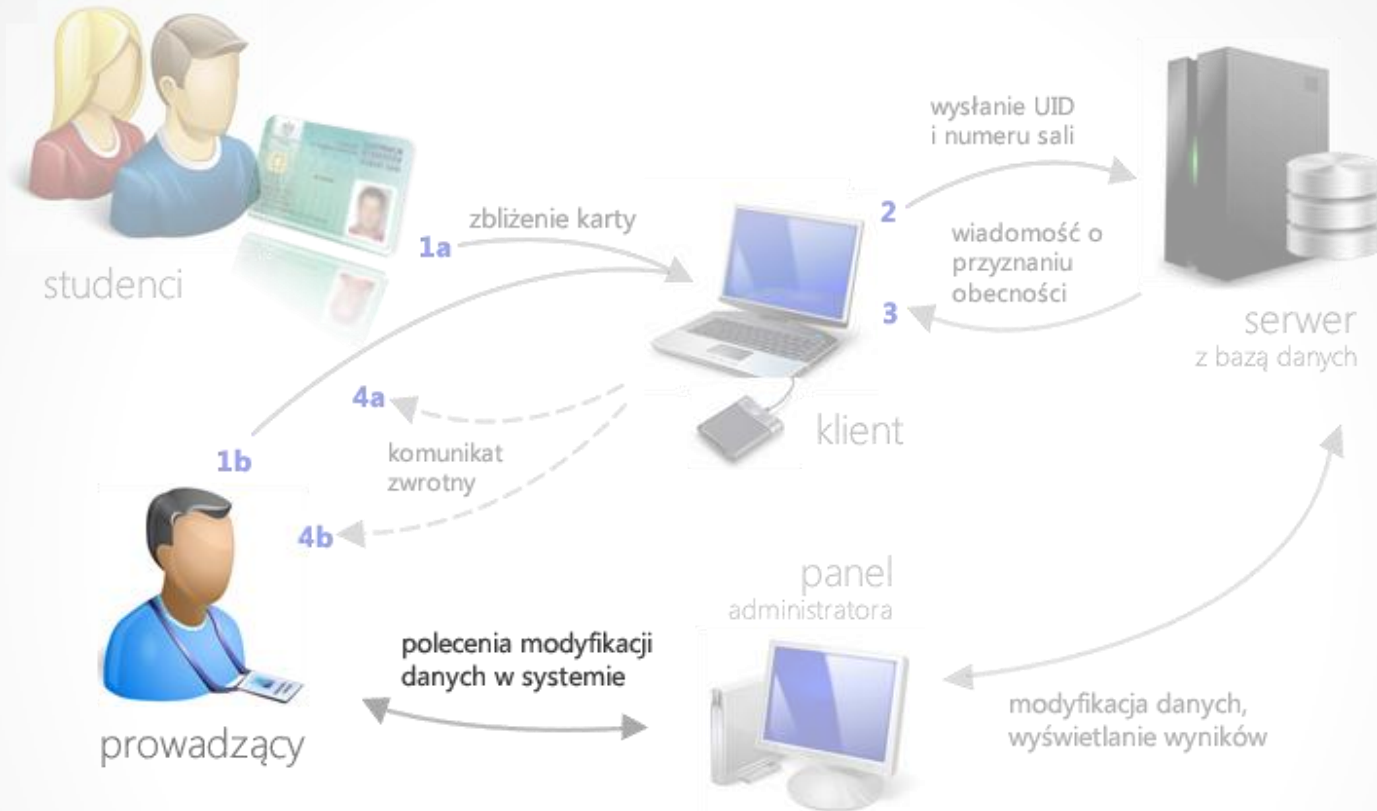 wysłanie UID
i numeru sali
2
zbliżenie karty
1a
wiadomość o
przyznaniu
obecności
3
studenci
serwer
z bazą danych
4a
klient
1b
komunikat
zwrotny
4b
panel
administratora
polecenia modyfikacji
danych w systemie
modyfikacja danych,
wyświetlanie wyników
prowadzący